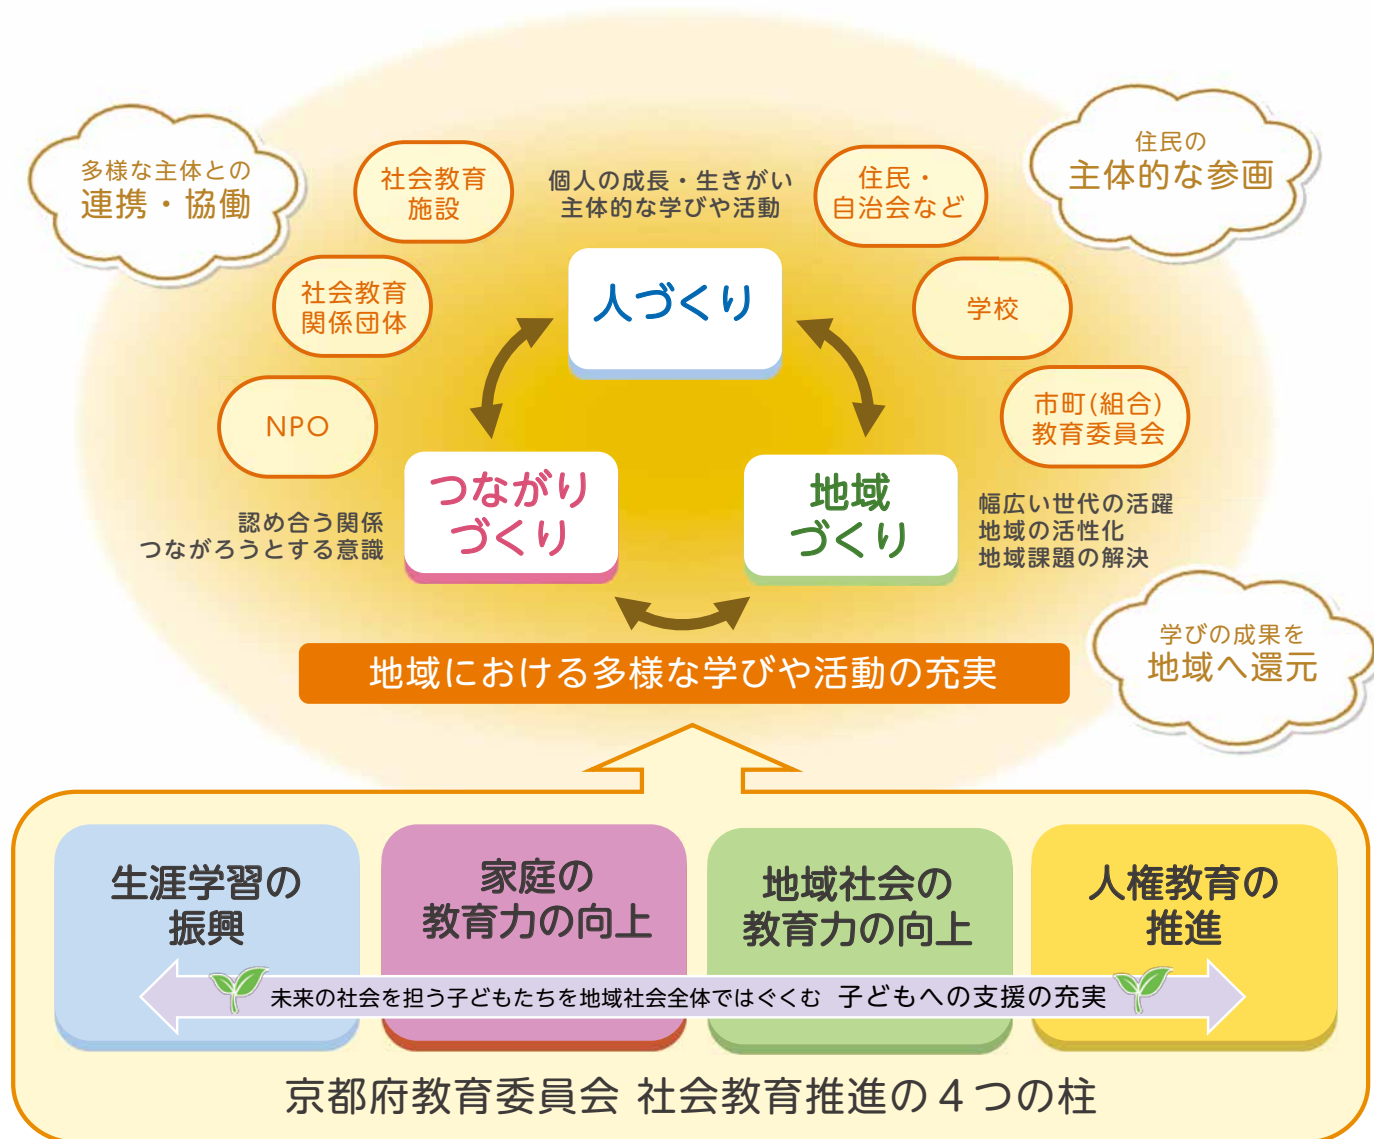 多様な主体との
連携・協働
住民の
主体的な参画
社会教育
施設
個人の成長・生きがい
主体的な学びや活動
住民・
自治会など
社会教育
関係団体
人づくり
学校
NPO
市町(組合)
教育委員会
つながり
づくり
地域
づくり
認め合う関係
つながろうとする意識
幅広い世代の活躍
地域の活性化
地域課題の解決
学びの成果を
地域へ還元
地域における多様な学びや活動の充実
生涯学習の
振興
家庭の
教育力の向上
地域社会の
教育力の向上
人権教育の
推進
未来の社会を担う子どもたちを地域社会全体ではぐくむ 子どもへの支援の充実
京都府教育委員会 社会教育推進の４つの柱